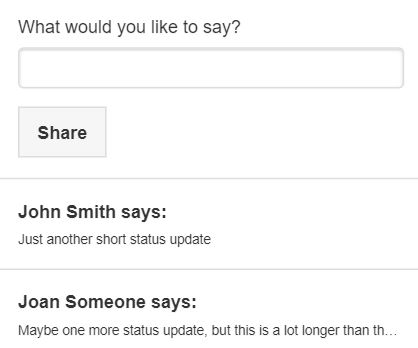 What would you like to say?
Share
John Smith says:
Just another short status update
Joan Someone says:
Maybe one more status update, but this is a lot longer than th...